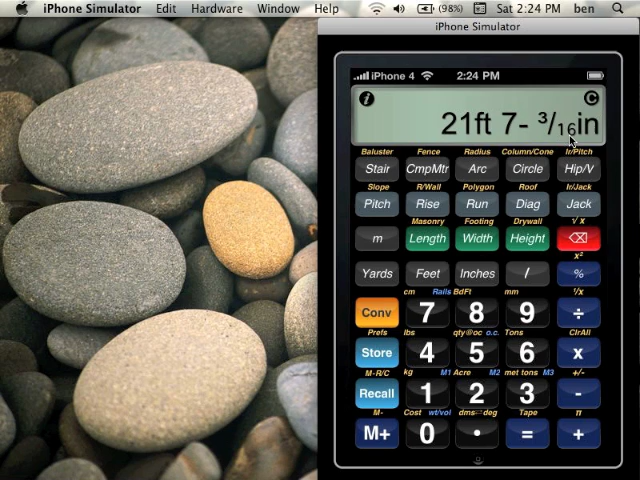 iPhone Simulator Edit Hardware Window Help (98%) Sat 2:24 PM ben
iPhone Simulator
iPhone 4 2:24 PM
i C
21ft 7- 3/16in
Baluster Fence Radius Column/Cone Ir/Pitch
Stair CmpMtr Arc Circle Hip/V
Slope R/Wall Polygon Roof Ir/Jack
Pitch Rise Run Diag Jack
Masonry Footing Drywall √x
m Length Width Height
x²
Yards Feet Inches / %
cm Rails BdFt mm ¹/x
Conv 7 8 9 ÷
Prefs lbs qty@oc o.c. Tons ClrAll
Store 4 5 6 x
M-R/C kg M1 Acre M2 met tons M3 +/-
Recall 1 2 3 -
M- Cost wt/vol dms deg Tape π
M+ 0 . = +